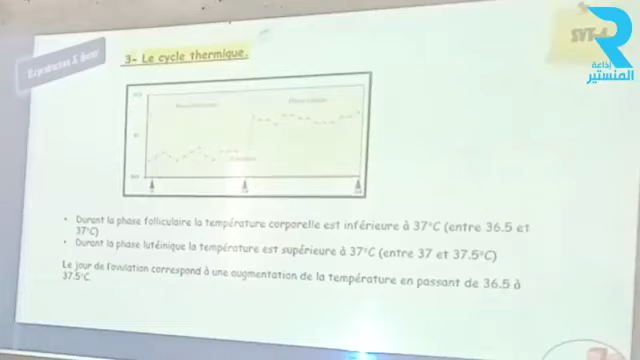 SVT-4
إذاعة
المنستير
3- Le cycle thermique.
• Durant la phase folliculaire la température corporelle est inférieure à 37°C (entre 36.5 et
37°C)
• Durant la phase lutéinique la température est supérieure à 37°C (entre 37 et 37.5°C)
Le jour de l'ovulation correspond à une augmentation de la température en passant de 36.5 à
37.5°C.